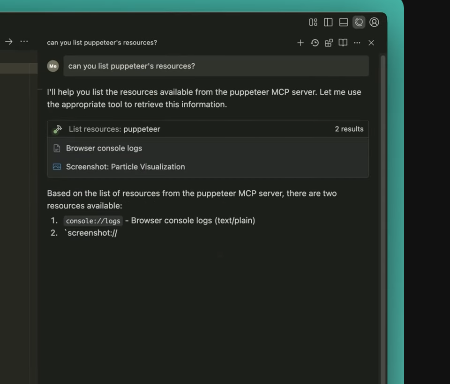 can you list puppeteer's resources?
Me
can you list puppeteer's resources?
I'll help you list the resources available from the puppeteer MCP server. Let me use
the appropriate tool to retrieve this information.
List resources: puppeteer 2 results
Browser console logs
Screenshot: Particle Visualization
Based on the list of resources from the puppeteer MCP server, there are two
resources available:
1. console://logs - Browser console logs (text/plain)
2. `screenshot://